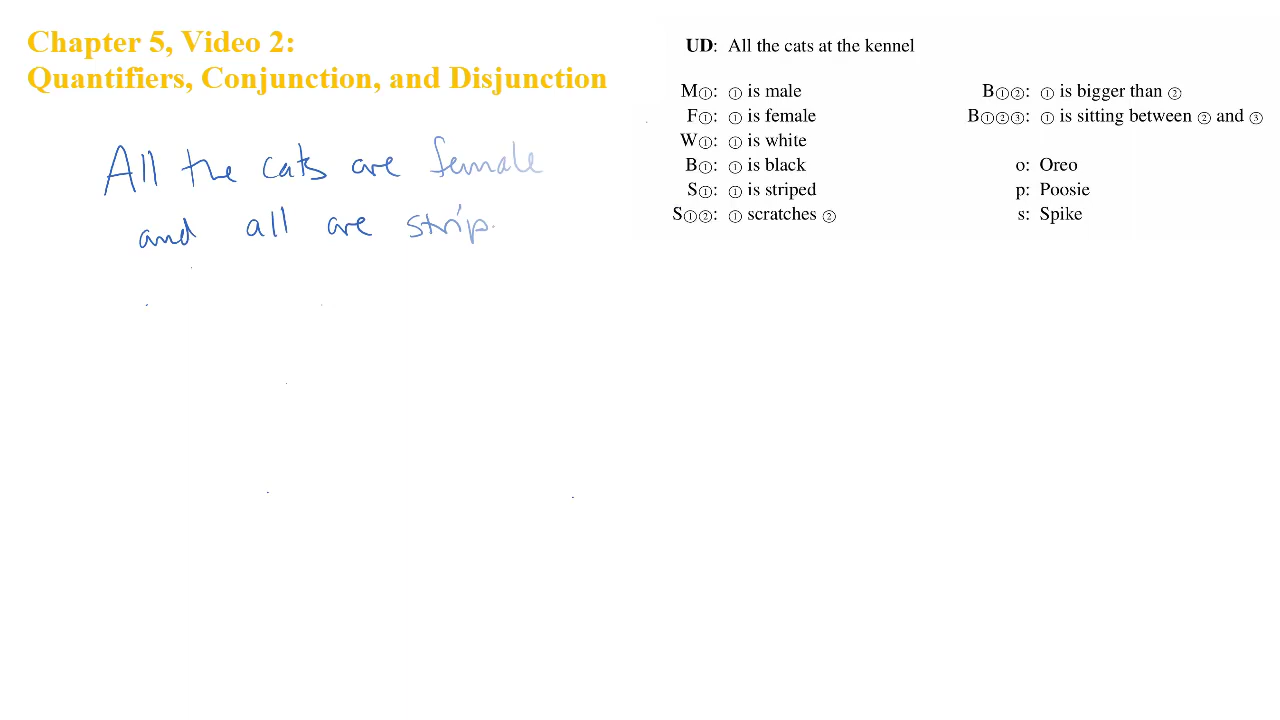 Chapter 5, Video 2:
Quantifiers, Conjunction, and Disjunction
All the cats are female
and all are strip
UD: All the cats at the kennel
M①: ① is male
F①: ① is female
W①: ① is white
B①: ① is black
S①: ① is striped
S①②: ① scratches ②
B①②: ① is bigger than ②
B①②③: ① is sitting between ② and ③
o: Oreo
p: Poosie
s: Spike